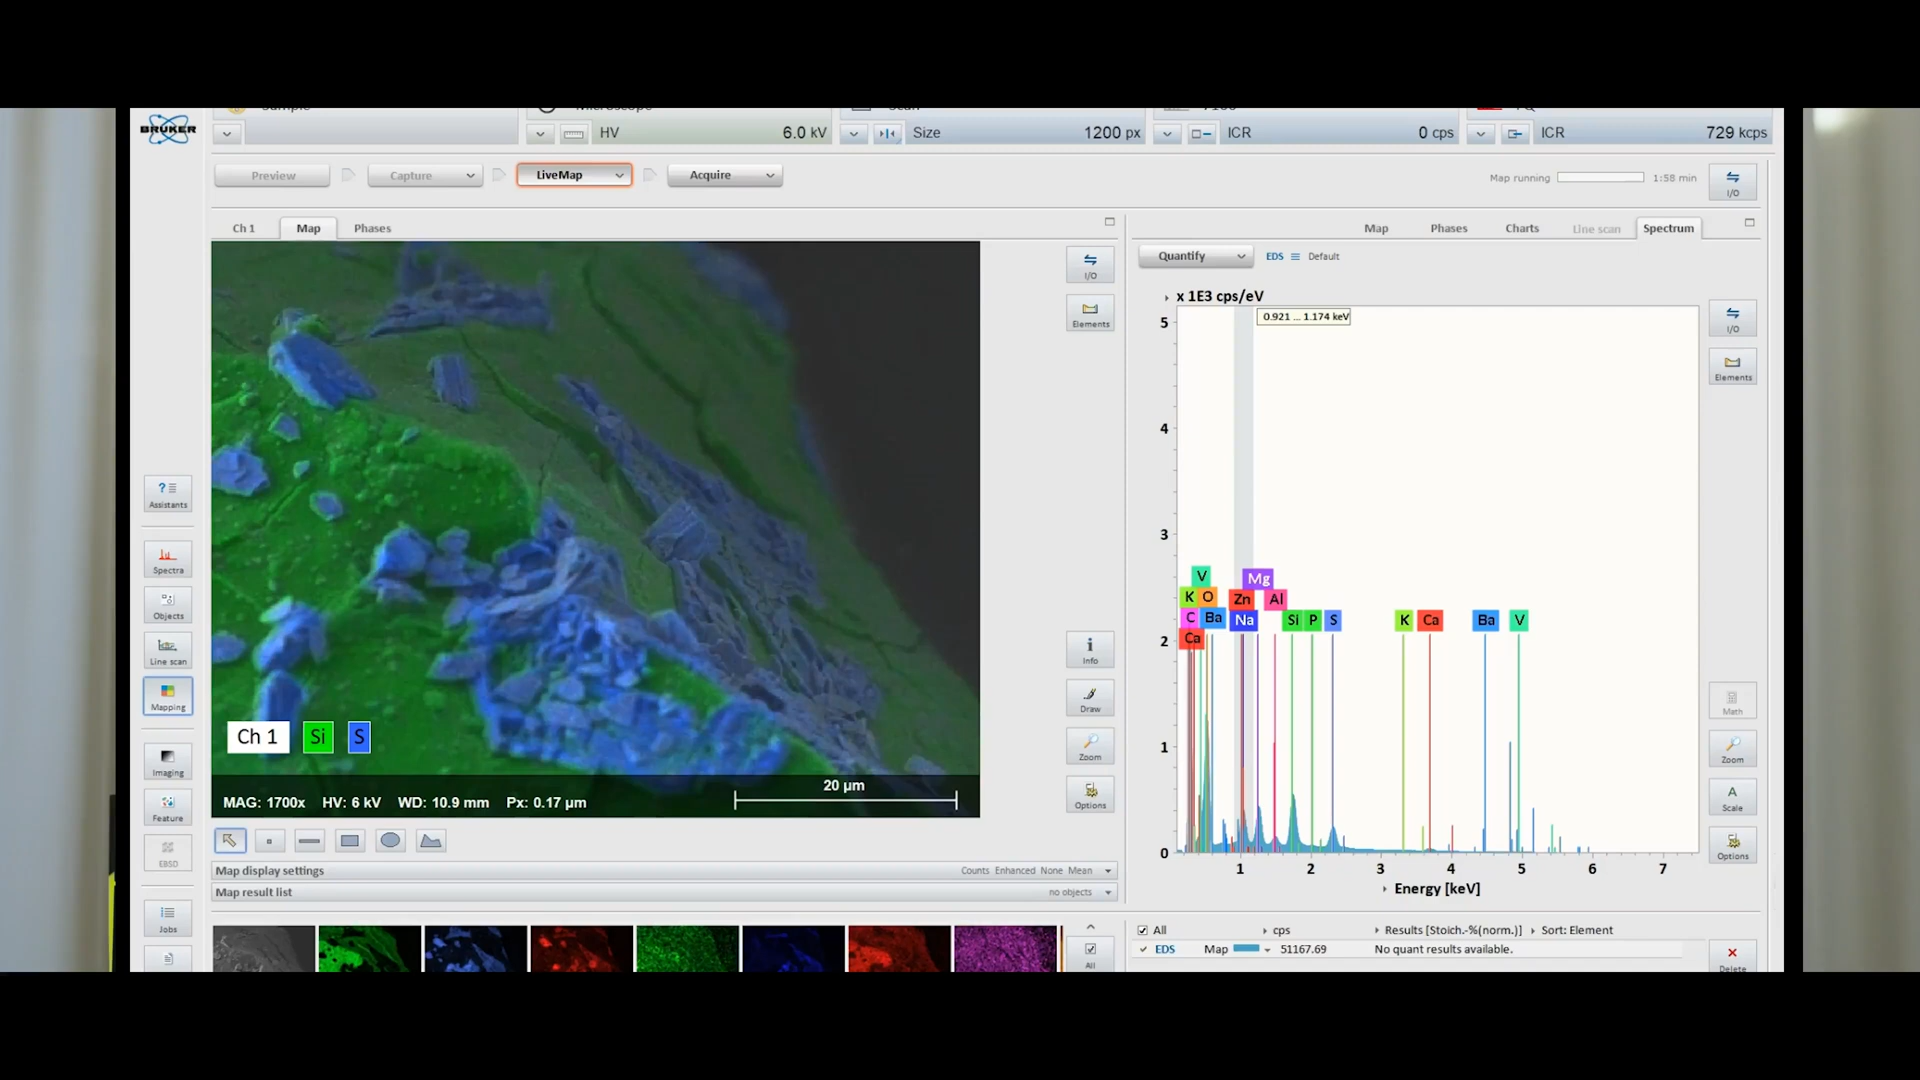 BRUKER
HV 6.0 kV
Size 1200 px
ICR 0 cps
ICR 729 kcps
Preview
Capture
LiveMap
Acquire
Map running 1:58 min
I/O
Ch 1 Map Phases
Map Phases Charts Line scan Spectrum
Quantify EDS Default
I/O
Elements
x 1E3 cps/eV
0.921 ... 1.174 keV
I/O
Elements
5
4
3
2
1
0
V Mg
K O Zn Al
C Ba Na Si P S K Ca Ba V
Ca
1 2 3 4 5 6 7
Energy [keV]
Assistants
Spectra
Objects
Line scan
Mapping
Imaging
Feature
EBSD
Jobs
Info
Draw
Zoom
Options
Math
Zoom
Scale
Options
Ch 1 Si S
20 µm
MAG: 1700x HV: 6 kV WD: 10.9 mm Px: 0.17 µm
Map display settings Counts Enhanced None Mean
Map result list no objects
All
All cps Results [Stoich.-%(norm.)] Sort: Element
EDS Map 51167.69 No quant results available.
Delete